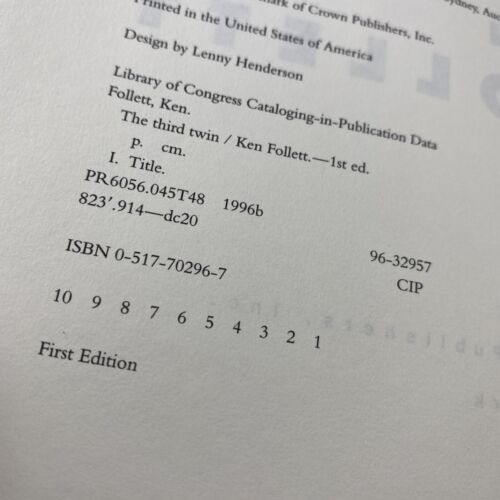 mark of Crown Publishers, Inc.
Printed in the United States of America
Design by Lenny Henderson
Library of Congress Cataloging-in-Publication Data
Follett, Ken.
The third twin / Ken Follett.—1st ed.
p. cm.
I. Title.
PR6056.045T48 1996b
823'.914—dc20
96-32957
CIP
ISBN 0-517-70296-7
10 9 8 7 6 5 4 3 2 1
First Edition